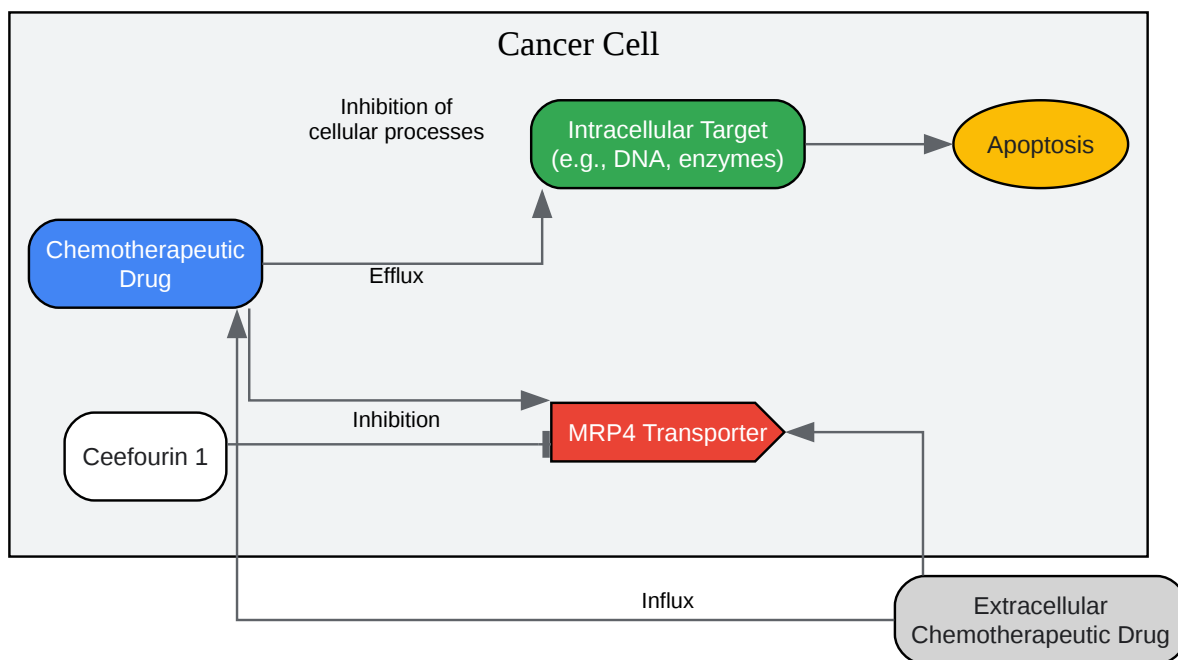 Cancer Cell
Inhibition of
cellular processes
Intracellular Target
(e.g., DNA, enzymes)
Apoptosis
Chemotherapeutic
Drug
Efflux
Inhibition
MRP4 Transporter
Ceefourin 1
Influx
Extracellular
Chemotherapeutic Drug